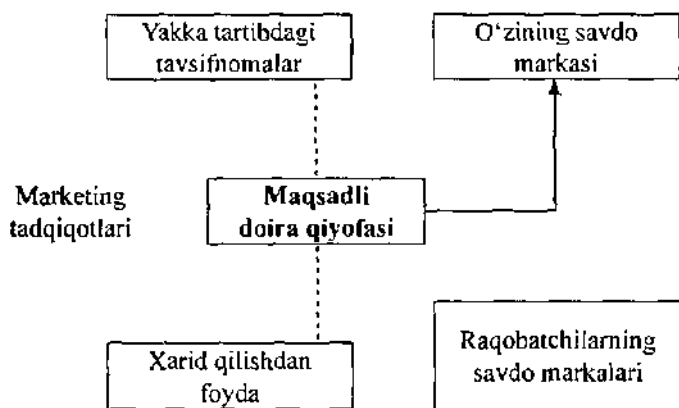 Yakka tartibdagi
tavsifnomalar
O‘zining savdo
markasi
Marketing
tadqiqotlari
Maqsadli
doira qiyofasi
Xarid qilishdan
foyda
Raqobatchilarning
savdo markalari